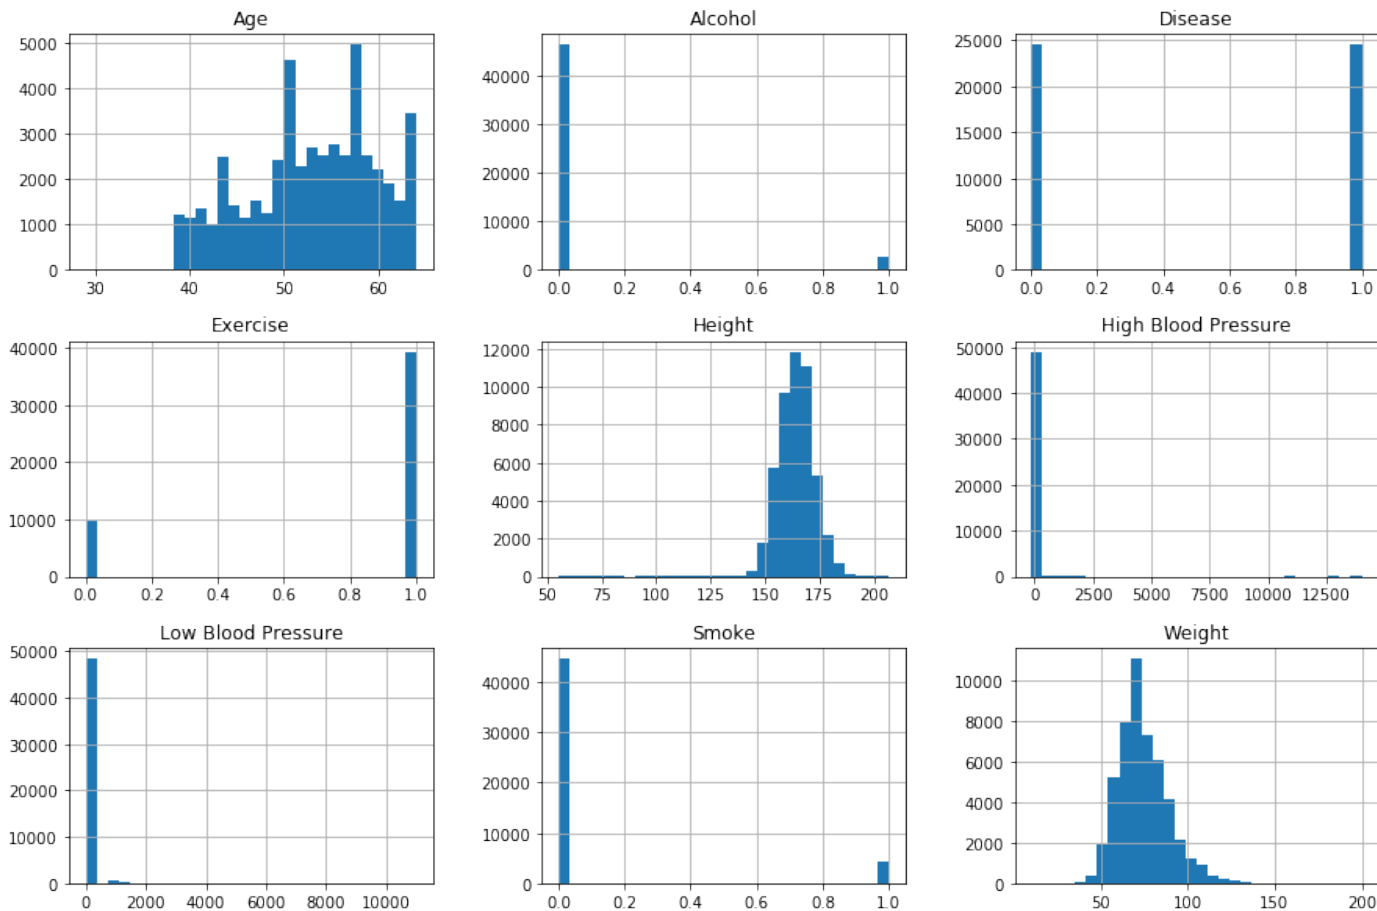 Age
5000
4000
3000
2000
1000
0
30 40 50 60
Alcohol
40000
30000
20000
10000
0
0.0 0.2 0.4 0.6 0.8 1.0
Disease
25000
20000
15000
10000
5000
0
0.0 0.2 0.4 0.6 0.8 1.0
Exercise
40000
30000
20000
10000
0
0.0 0.2 0.4 0.6 0.8 1.0
Height
12000
10000
8000
6000
4000
2000
0
50 75 100 125 150 175 200
High Blood Pressure
50000
40000
30000
20000
10000
0
0 2500 5000 7500 10000 12500
Low Blood Pressure
50000
40000
30000
20000
10000
0
0 2000 4000 6000 8000 10000
Smoke
40000
30000
20000
10000
0
0.0 0.2 0.4 0.6 0.8 1.0
Weight
10000
8000
6000
4000
2000
0
50 100 150 200